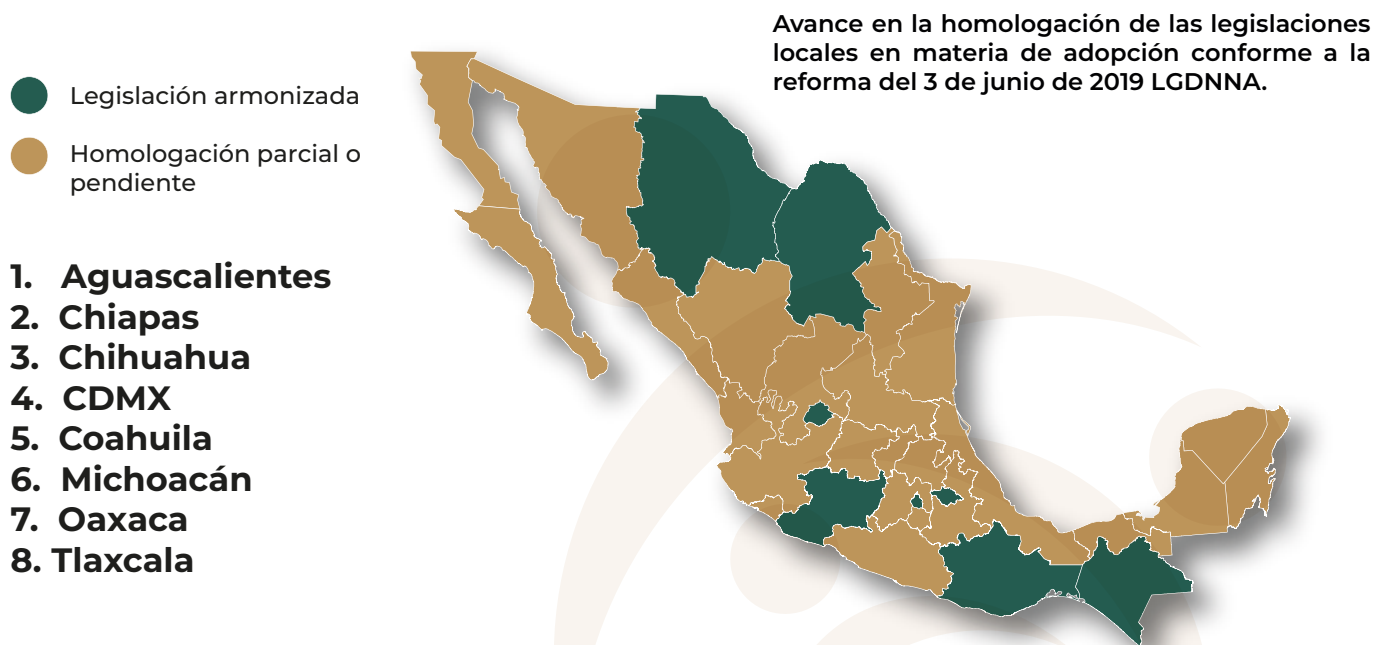 Avance en la homologación de las legislaciones
locales en materia de adopción conforme a la
reforma del 3 de junio de 2019 LGDNNA.
Legislación armonizada
Homologación parcial o
pendiente
1. Aguascalientes
2. Chiapas
3. Chihuahua
4. CDMX
5. Coahuila
6. Michoacán
7. Oaxaca
8. Tlaxcala